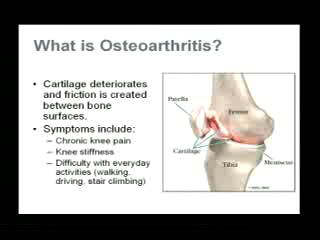 What is Osteoarthritis?
• Cartilage deteriorates
and friction is created
between bone
surfaces.
• Symptoms include:
– Chronic knee pain
– Knee stiffness
– Difficulty with everyday
activities (walking,
driving, stair climbing)
Patella
Femur
Cartilage
Tibia
Meniscus